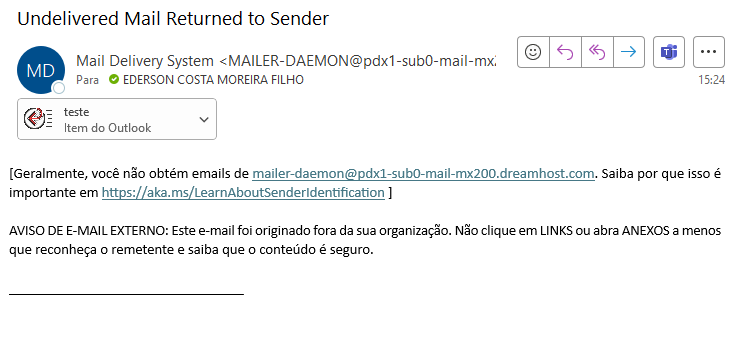 Undelivered Mail Returned to Sender
MD
Mail Delivery System <MAILER-DAEMON@pdx1-sub0-mail-mx2
Para EDERSON COSTA MOREIRA FILHO
15:24
teste
Item do Outlook
[Geralmente, você não obtém emails de mailer-daemon@pdx1-sub0-mail-mx200.dreamhost.com. Saiba por que isso é
importante em https://aka.ms/LearnAboutSenderIdentification ]
AVISO DE E-MAIL EXTERNO: Este e-mail foi originado fora da sua organização. Não clique em LINKS ou abra ANEXOS a menos
que reconheça o remetente e saiba que o conteúdo é seguro.